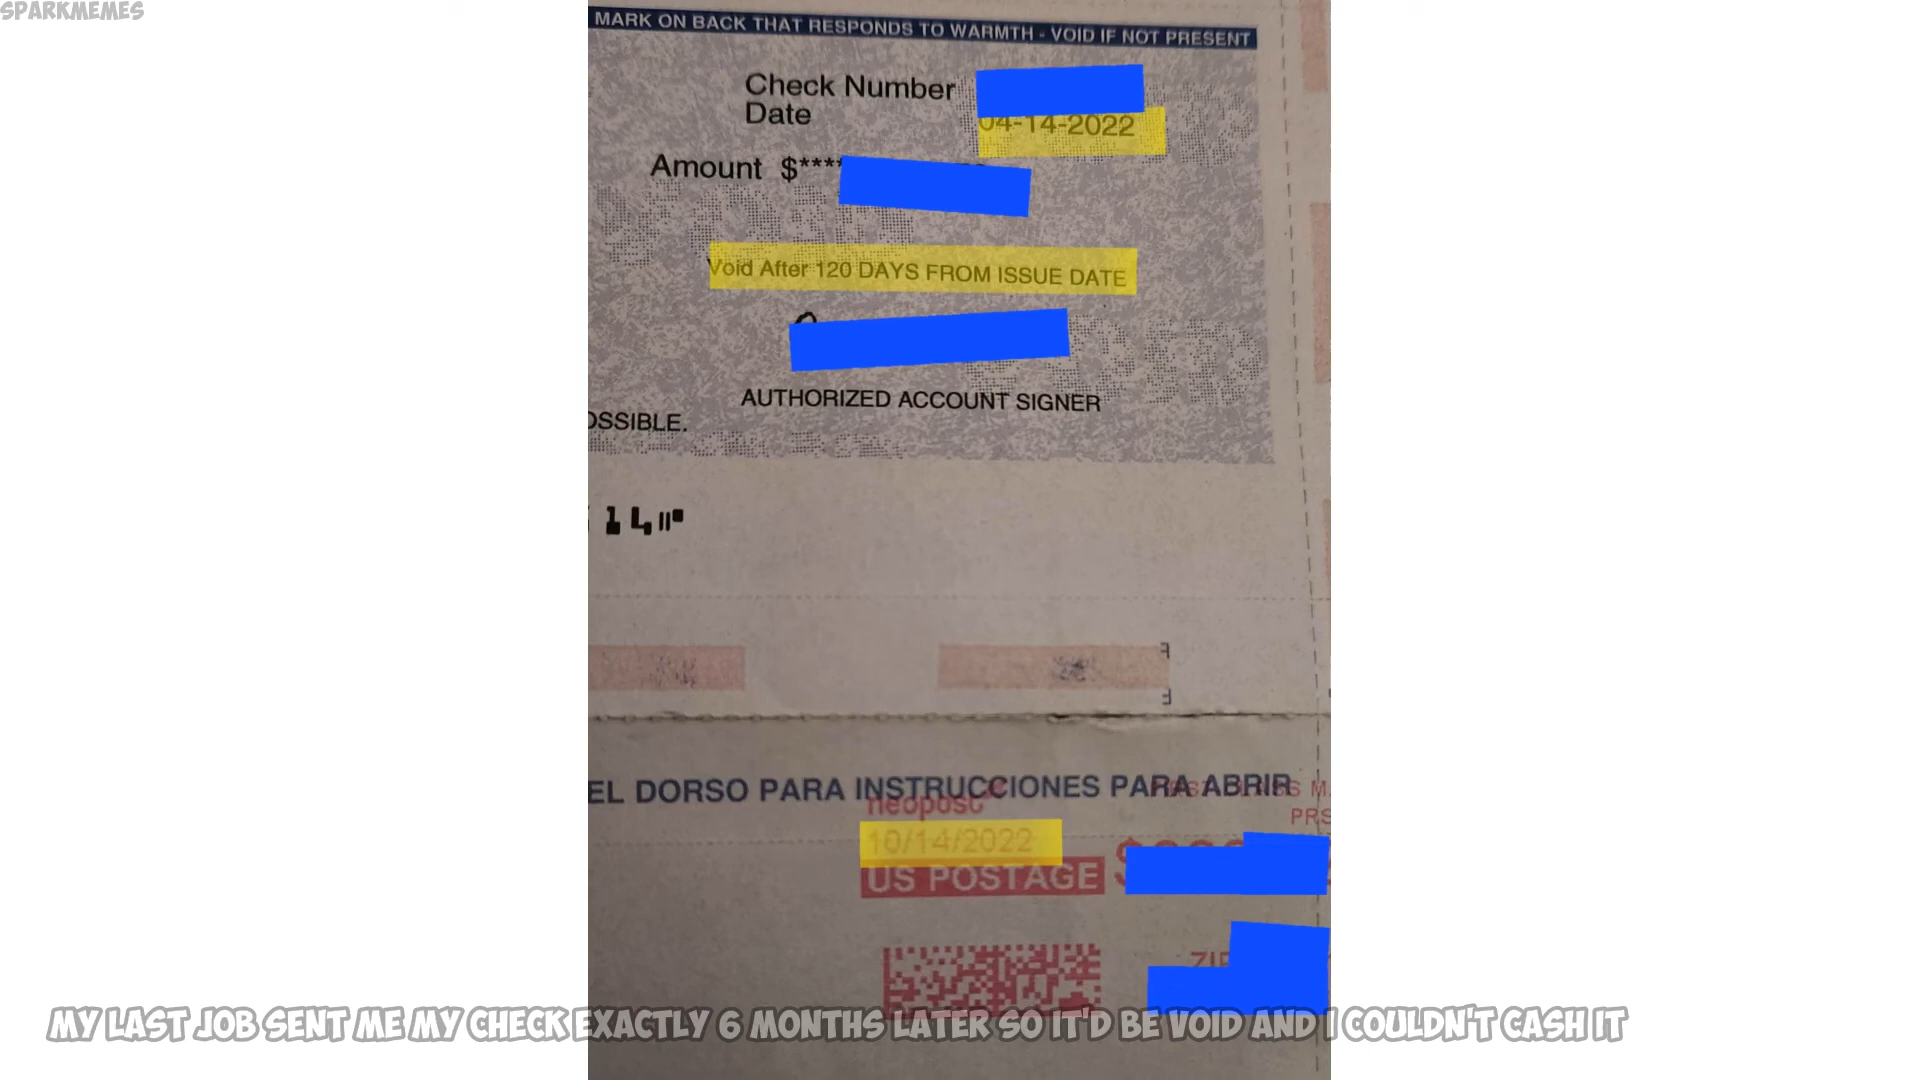 SPARKMEMES
MARK ON BACK THAT RESPONDS TO WARMTH - VOID IF NOT PRESENT
Check Number
Date 04-14-2022
Amount $****
Void After 120 DAYS FROM ISSUE DATE
AUTHORIZED ACCOUNT SIGNER
OSSIBLE.
14
EL DORSO PARA INSTRUCCIONES PARA ABRIR
neopost
10/14/2022
US POSTAGE
ZIP
MY LAST JOB SENT ME MY CHECK EXACTLY 6 MONTHS LATER SO IT'D BE VOID AND I COULDN'T CASH IT